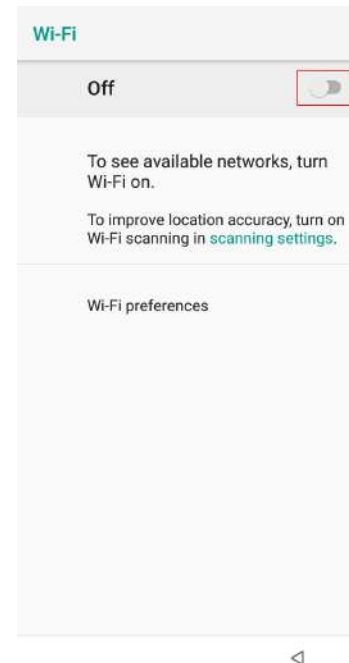 Wi-Fi
Off
To see available networks, turn
Wi-Fi on.
To improve location accuracy, turn on
Wi-Fi scanning in scanning settings.
Wi-Fi preferences